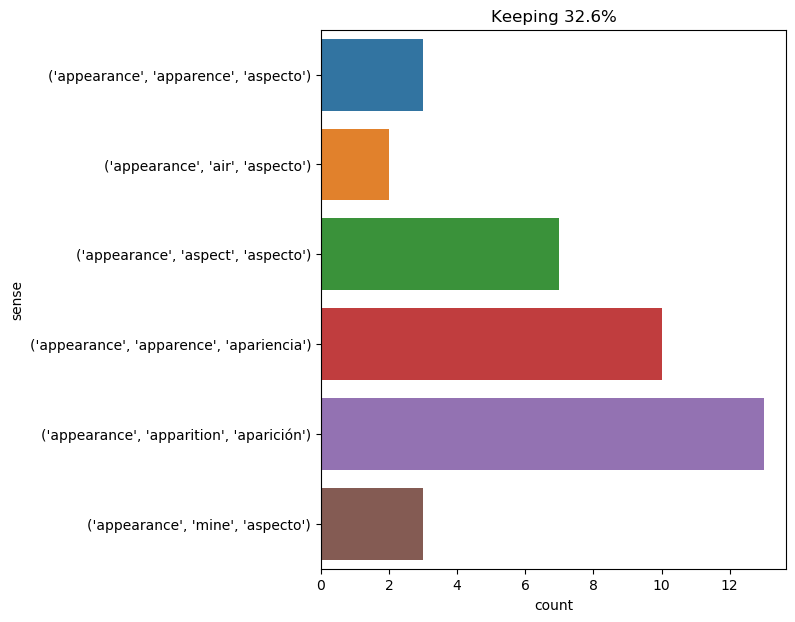 Keeping 32.6%
('appearance', 'apparence', 'aspecto')
('appearance', 'air', 'aspecto')
('appearance', 'aspect', 'aspecto')
('appearance', 'apparence', 'apariencia')
('appearance', 'apparition', 'aparición')
('appearance', 'mine', 'aspecto')
sense
0 2 4 6 8 10 12
count